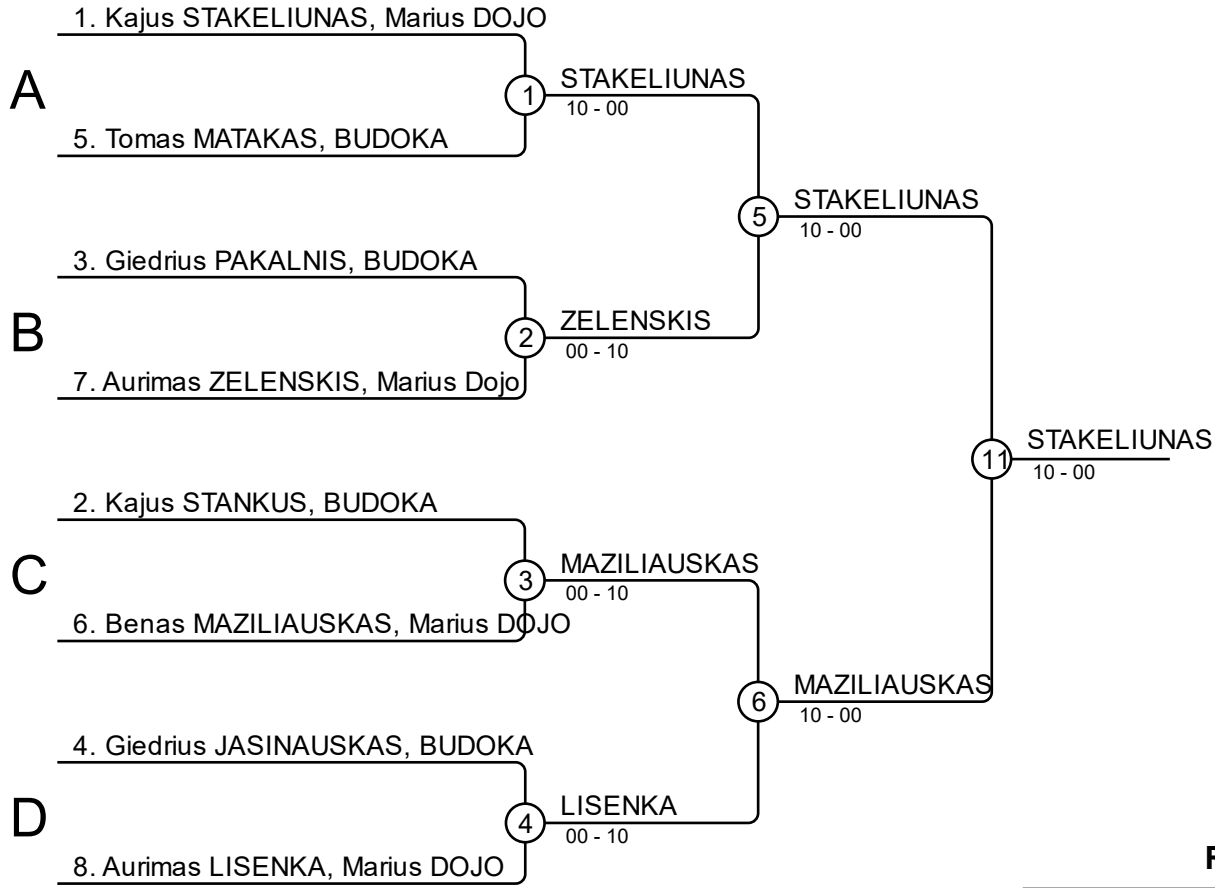 1. Kajus STAKELIUNAS, Marius DOJO
A
1
STAKELIUNAS
10 - 00
5. Tomas MATAKAS, BUDOKA
5
STAKELIUNAS
10 - 00
3. Giedrius PAKALNIS, BUDOKA
B
2
ZELENSKIS
00 - 10
7. Aurimas ZELENSKIS, Marius Dojo
11
STAKELIUNAS
10 - 00
2. Kajus STANKUS, BUDOKA
C
3
MAZILIAUSKAS
00 - 10
6. Benas MAZILIAUSKAS, Marius DOJO
6
MAZILIAUSKAS
10 - 00
4. Giedrius JASINAUSKAS, BUDOKA
D
4
LISENKA
00 - 10
8. Aurimas LISENKA, Marius DOJO